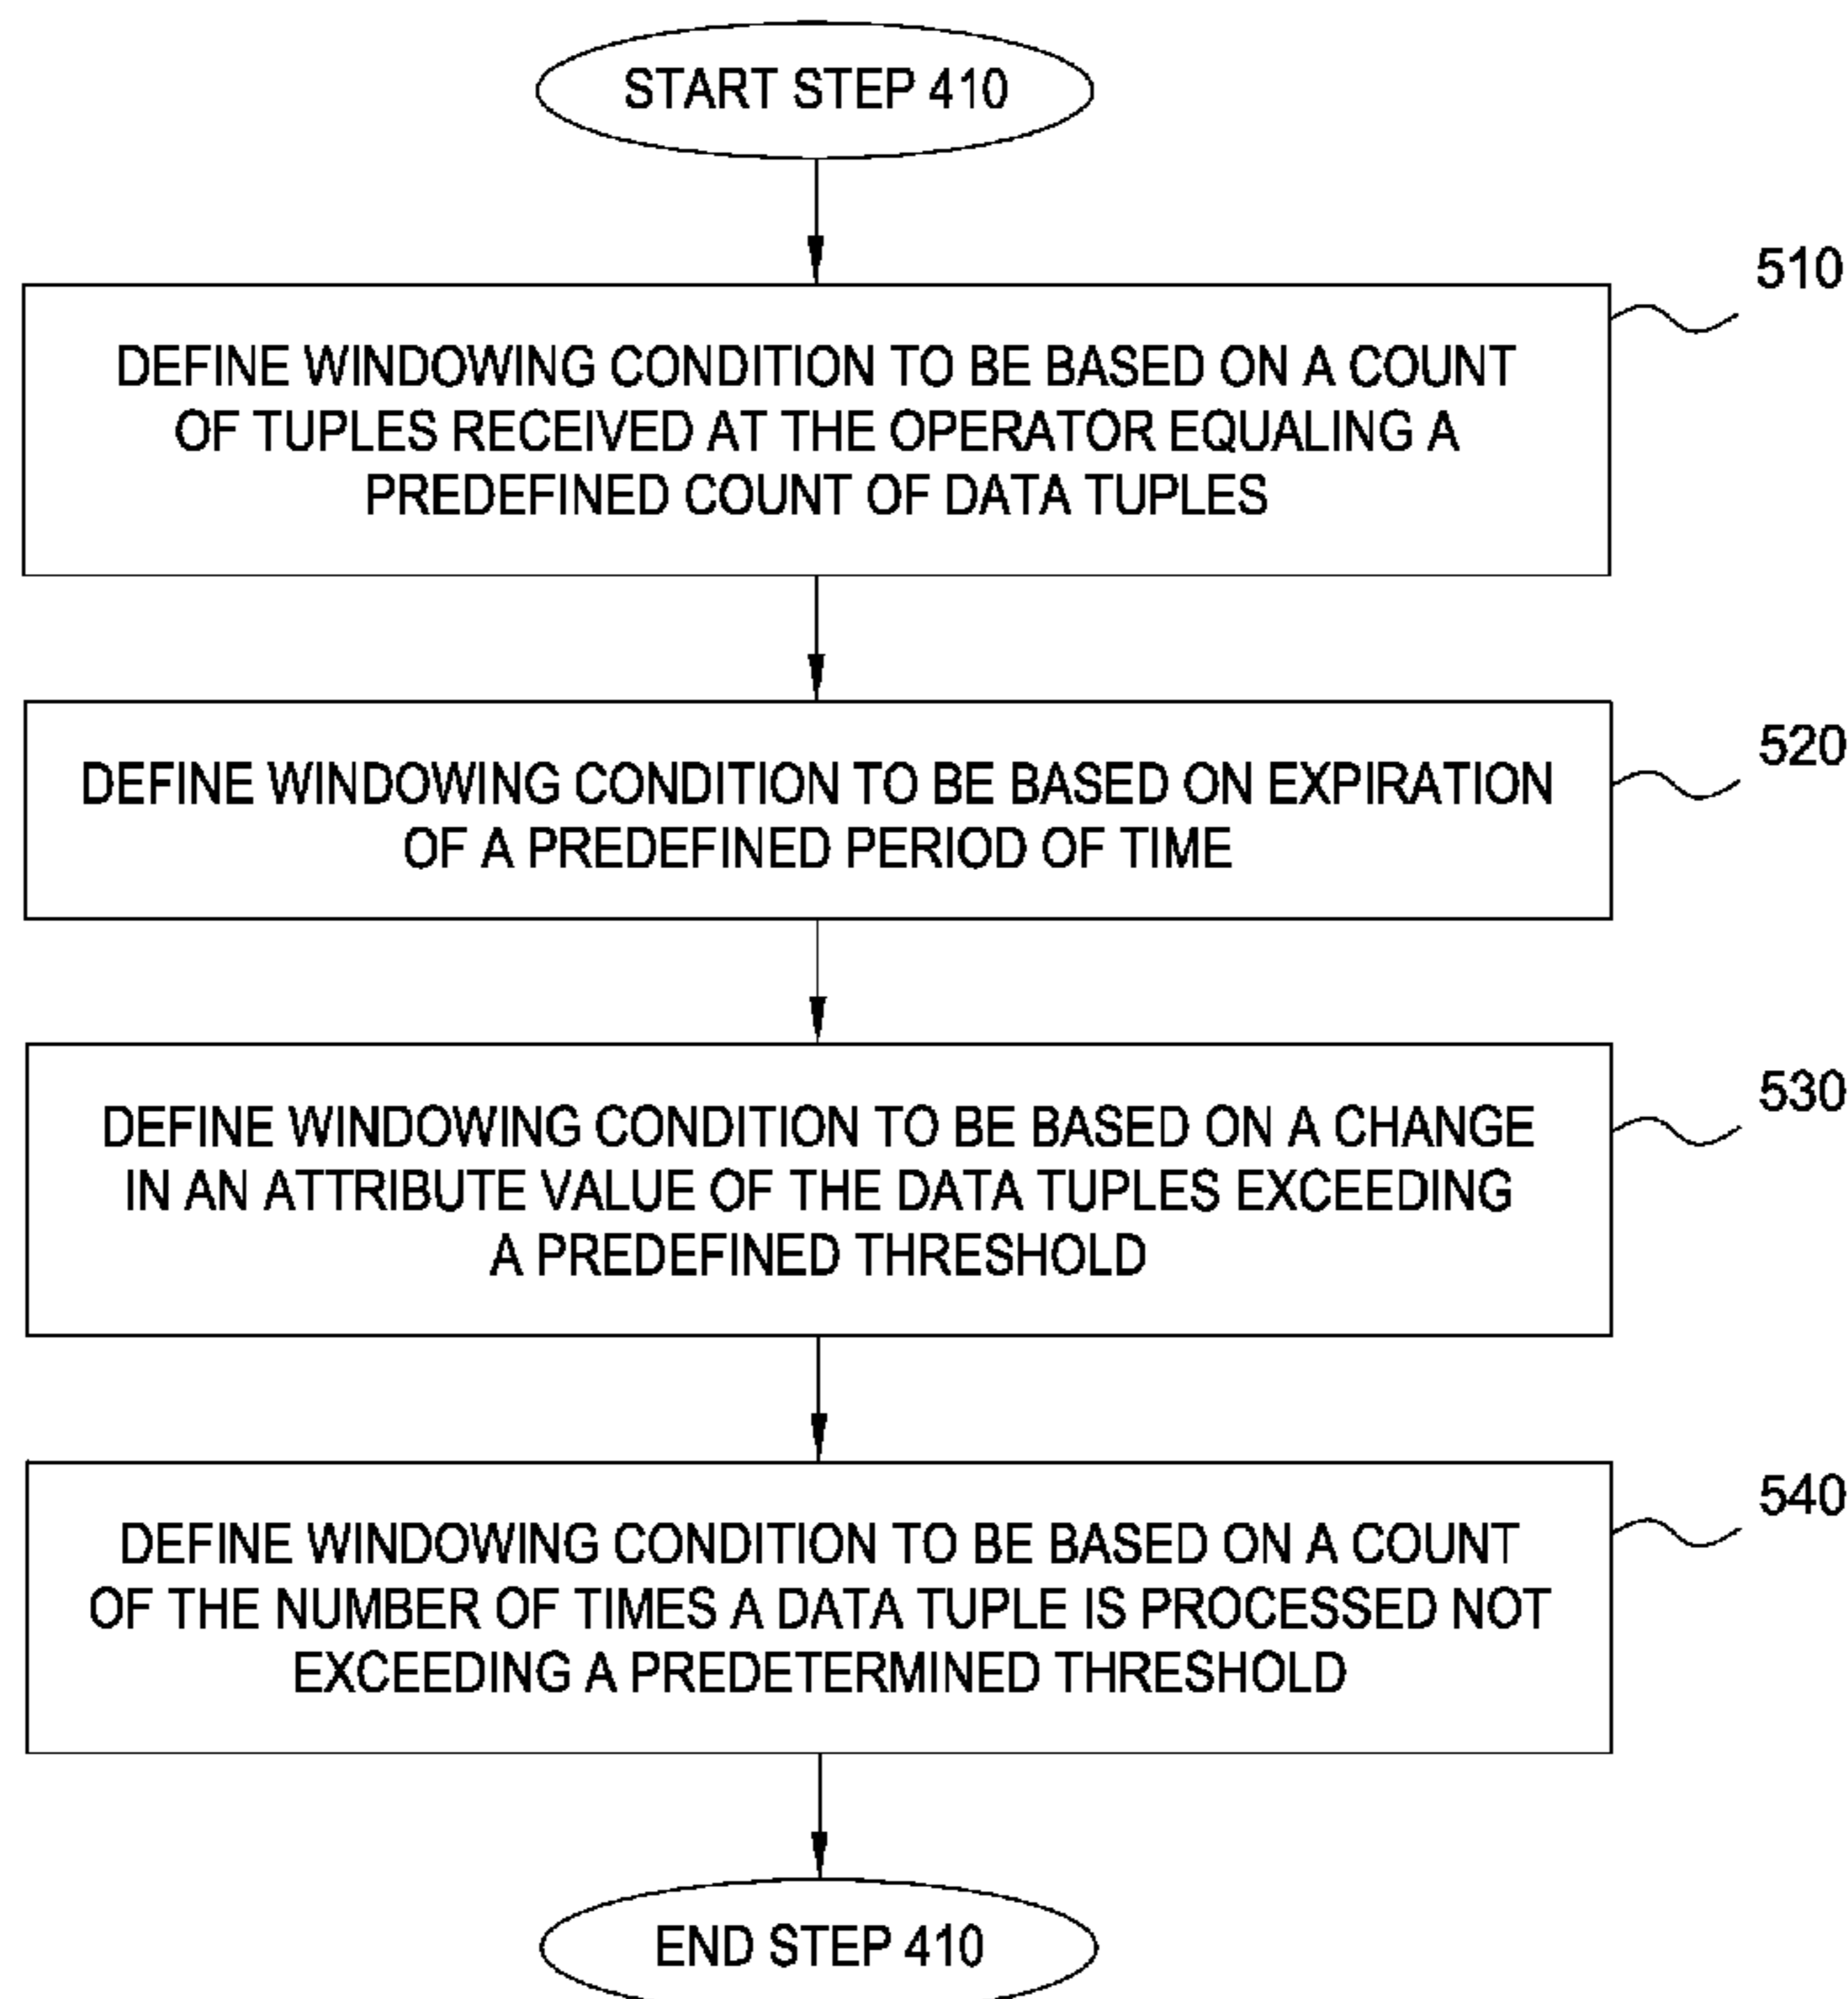 START STEP 410
510
DEFINE WINDOWING CONDITION TO BE BASED ON A COUNT
OF TUPLES RECEIVED AT THE OPERATOR EQUALING A
PREDEFINED COUNT OF DATA TUPLES
520
DEFINE WINDOWING CONDITION TO BE BASED ON EXPIRATION
OF A PREDEFINED PERIOD OF TIME
530
DEFINE WINDOWING CONDITION TO BE BASED ON A CHANGE
IN AN ATTRIBUTE VALUE OF THE DATA TUPLES EXCEEDING
A PREDEFINED THRESHOLD
540
DEFINE WINDOWING CONDITION TO BE BASED ON A COUNT
OF THE NUMBER OF TIMES A DATA TUPLE IS PROCESSED NOT
EXCEEDING A PREDETERMINED THRESHOLD
END STEP 410